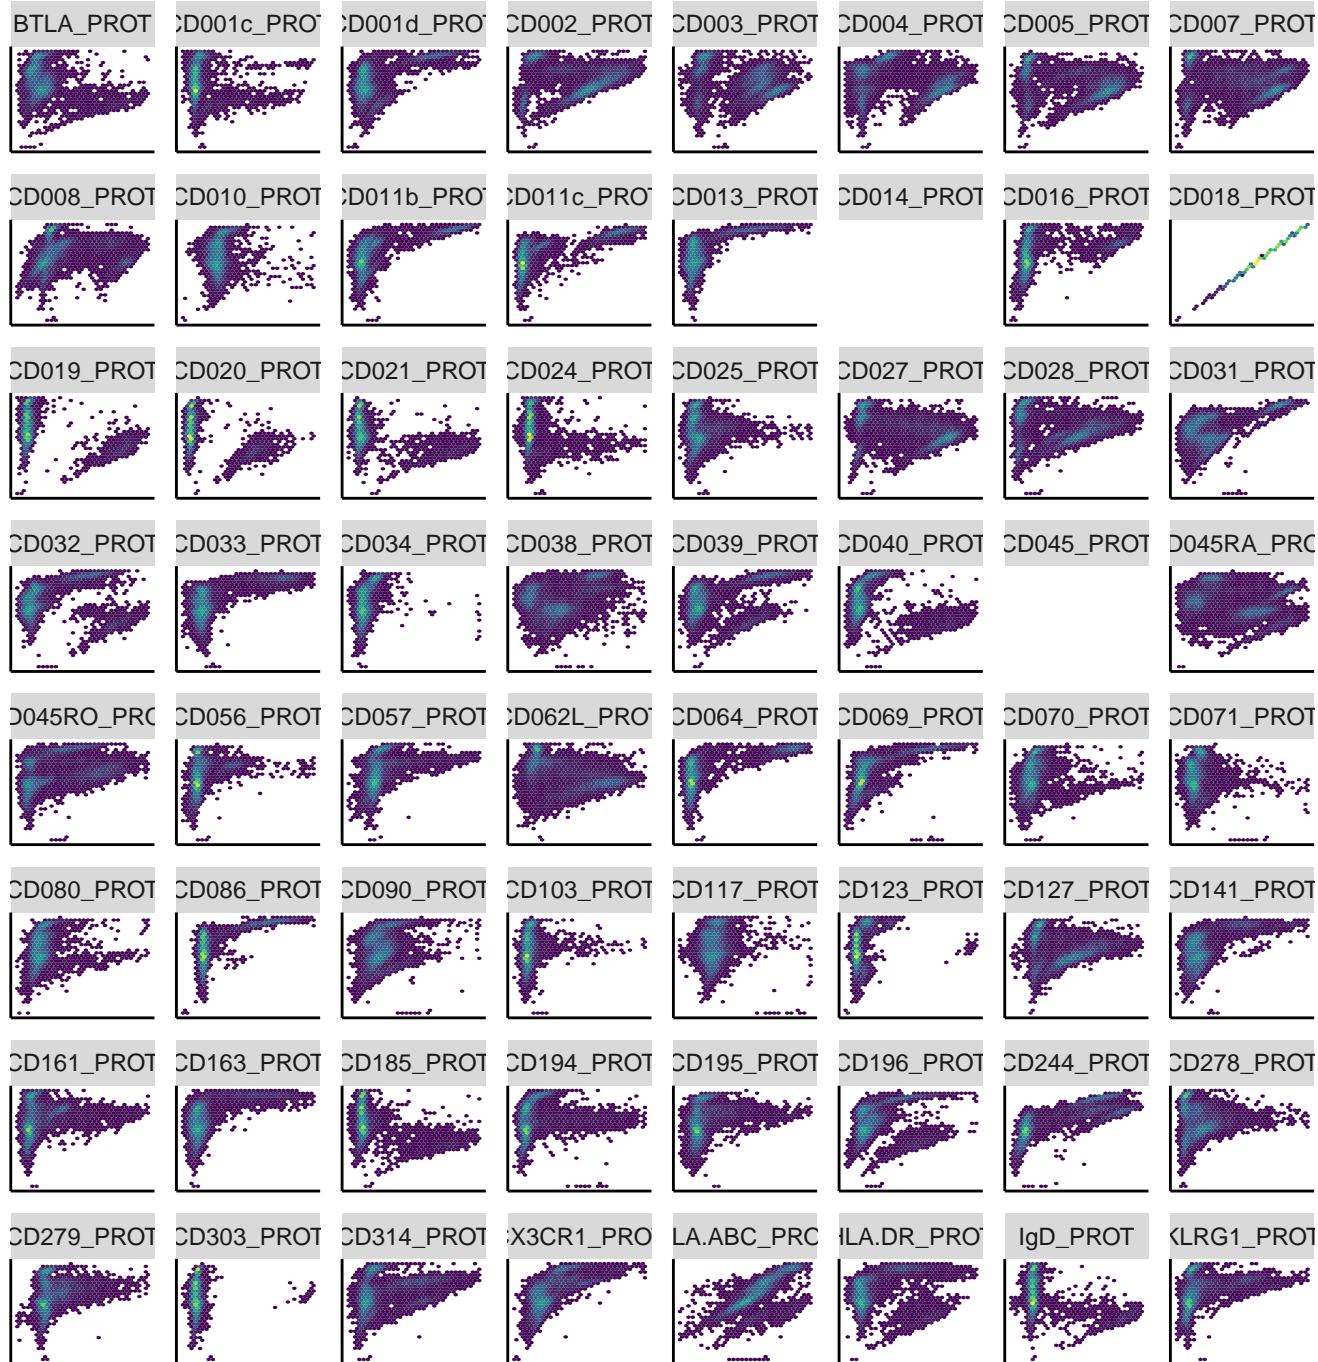 BTLA_PROT CD001c_PROT CD001d_PROT CD002_PROT CD003_PROT CD004_PROT CD005_PROT CD007_PROT
CD008_PROT CD010_PROT CD011b_PROT CD011c_PROT CD013_PROT CD014_PROT CD016_PROT CD018_PROT
CD019_PROT CD020_PROT CD021_PROT CD024_PROT CD025_PROT CD027_PROT CD028_PROT CD031_PROT
CD032_PROT CD033_PROT CD034_PROT CD038_PROT CD039_PROT CD040_PROT CD045_PROT D045RA_PRO
D045RO_PRO CD056_PROT CD057_PROT CD062L_PROT CD064_PROT CD069_PROT CD070_PROT CD071_PROT
CD080_PROT CD086_PROT CD090_PROT CD103_PROT CD117_PROT CD123_PROT CD127_PROT CD141_PROT
CD161_PROT CD163_PROT CD185_PROT CD194_PROT CD195_PROT CD196_PROT CD244_PROT CD278_PROT
CD279_PROT CD303_PROT CD314_PROT CX3CR1_PROT LA.ABC_PRO HLA.DR_PROT IgD_PROT KLRG1_PROT